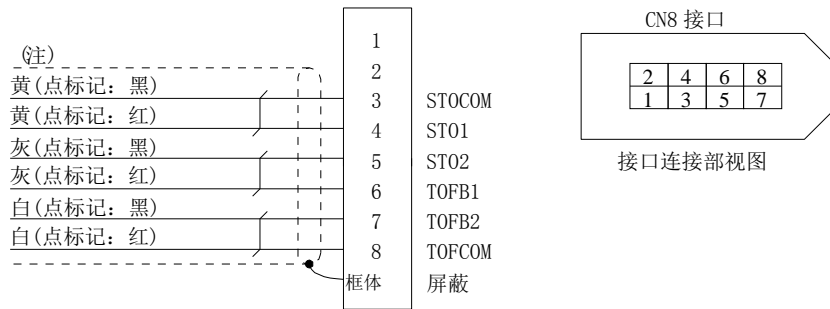 CN8 接口
(注)
1
2
黄(点标记：黑)
3 STOCOM
黄(点标记：红)
4 STO1
灰(点标记：黑)
5 STO2
灰(点标记：红)
6 TOFB1
白(点标记：黑)
7 TOFB2
白(点标记：红)
8 TOFCOM
框体 屏蔽
2 4 6 8
1 3 5 7
接口连接部视图